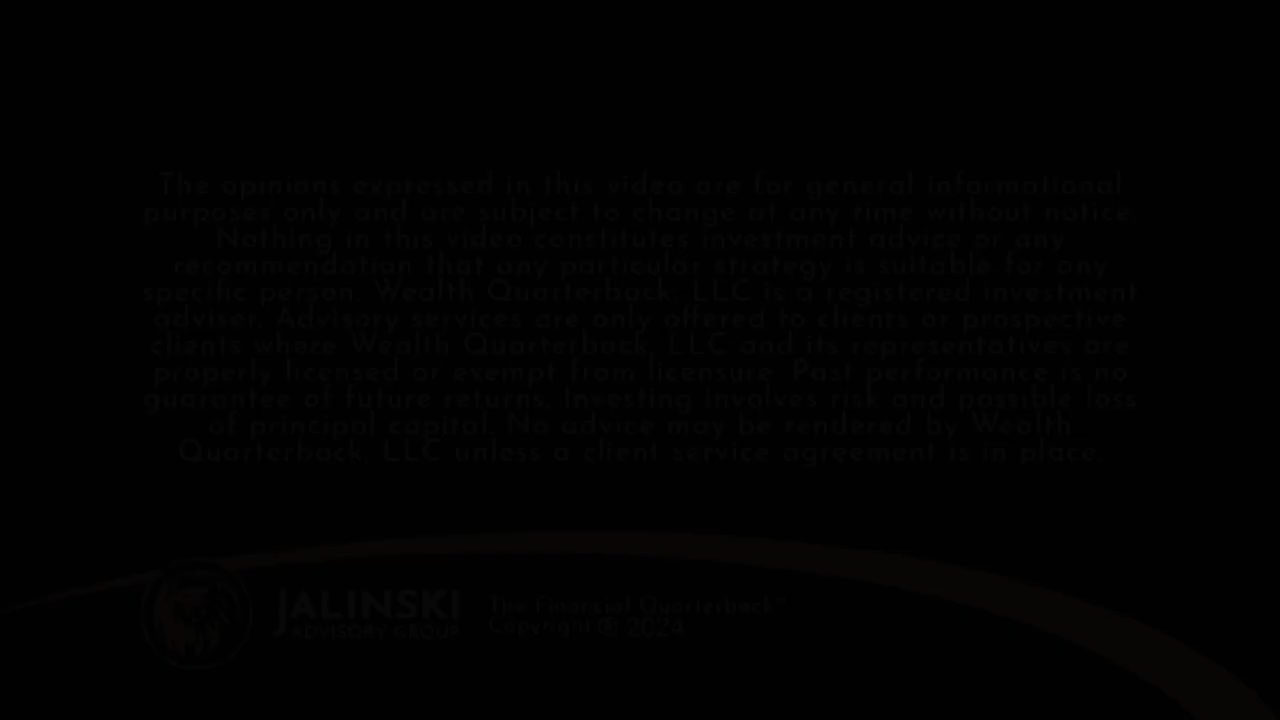 The opinions expressed in this video are for general informational
purposes only and are subject to change at any time without notice.
Nothing in this video constitutes investment advice or any
recommendation that any particular strategy is suitable for any
specific person. Wealth Quarterback, LLC is a registered investment
adviser. Advisory services are only offered to clients or prospective
clients where Wealth Quarterback, LLC and its representatives are
properly licensed or exempt from licensure. Past performance is no
guarantee of future returns. Investing involves risk and possible loss
of principal capital. No advice may be rendered by Wealth
Quarterback, LLC unless a client service agreement is in place.
JALINSKI
ADVISORY GROUP
The Financial Quarterback™
Copyright © 2024